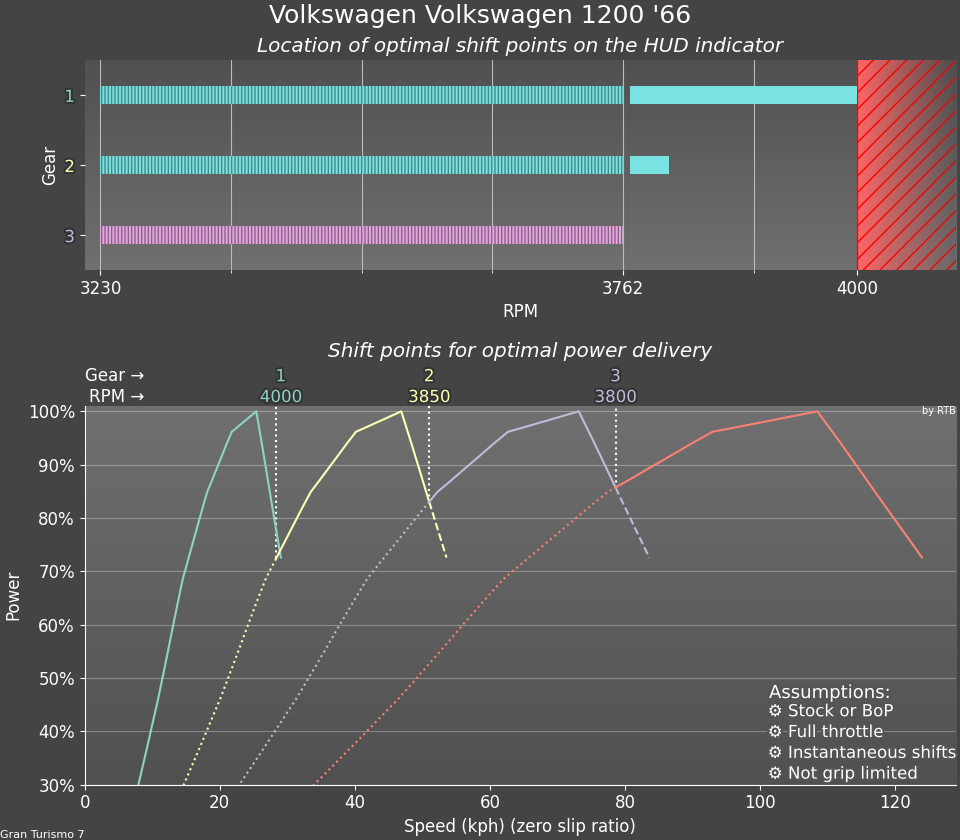 Volkswagen Volkswagen 1200 '66
Location of optimal shift points on the HUD indicator
Gear
1
2
3
3230 3762 4000
RPM
Shift points for optimal power delivery
Gear → 1 2 3
RPM → 4000 3850 3800
by RTB
100%
90%
80%
70%
60%
50%
40%
30%
Power
Assumptions:
⚙ Stock or BoP
⚙ Full throttle
⚙ Instantaneous shifts
⚙ Not grip limited
0 20 40 60 80 100 120
Speed (kph) (zero slip ratio)
Gran Turismo 7